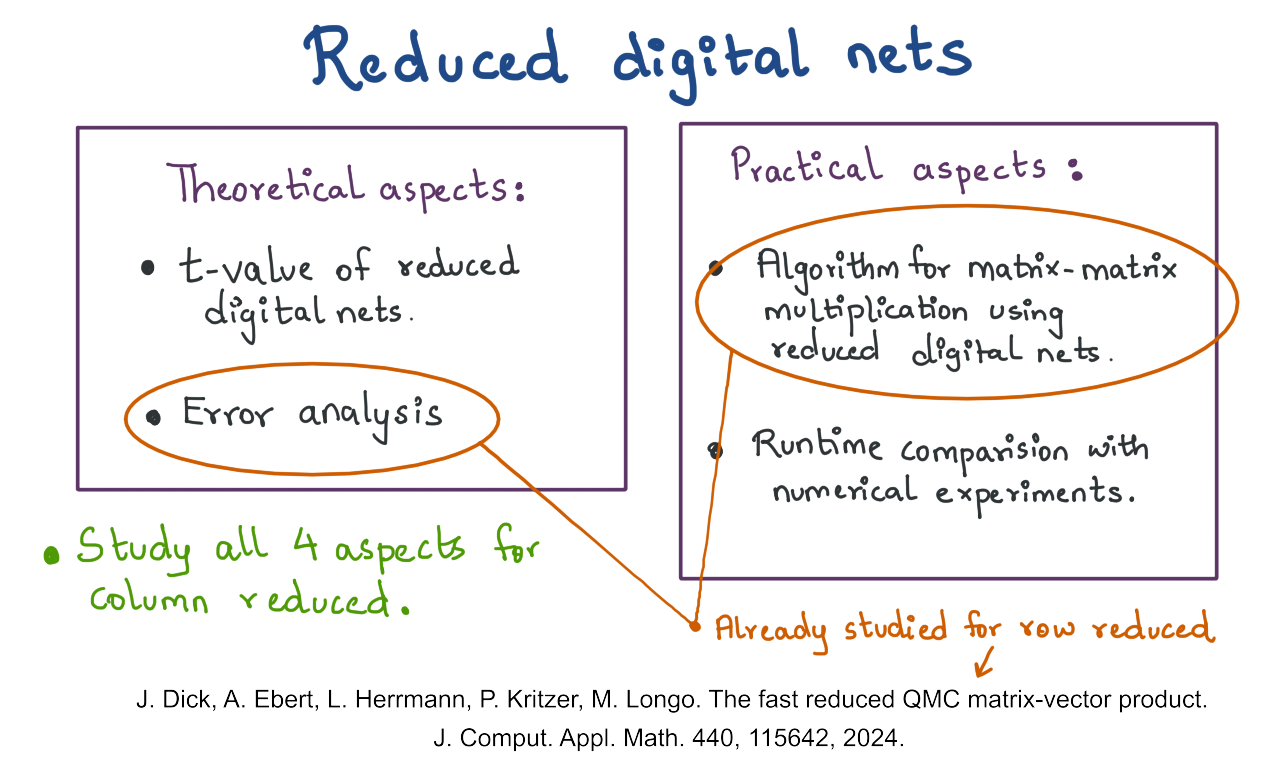 Reduced digital nets
Theoretical aspects:
• t-value of reduced
digital nets.
• Error analysis
Practical aspects:
• Algorithm for matrix-matrix
multiplication using
reduced digital nets.
• Runtime comparision with
numerical experiments.
• Study all 4 aspects for
column reduced.
Already studied for row reduced
J. Dick, A. Ebert, L. Herrmann, P. Kritzer, M. Longo. The fast reduced QMC matrix-vector product.
J. Comput. Appl. Math. 440, 115642, 2024.